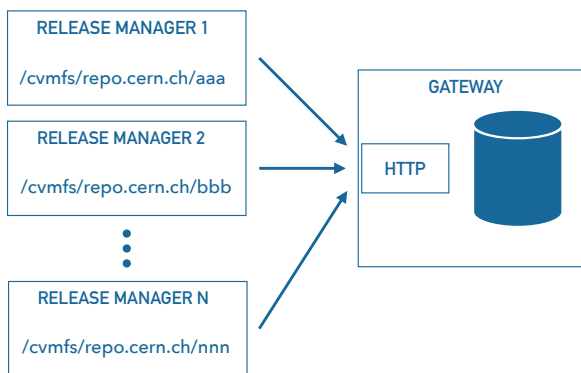 RELEASE MANAGER 1
/cvmfs/repo.cern.ch/aaa
RELEASE MANAGER 2
/cvmfs/repo.cern.ch/bbb
RELEASE MANAGER N
/cvmfs/repo.cern.ch/nnn
GATEWAY
HTTP